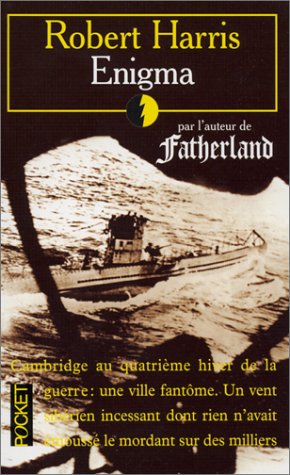 Robert Harris
Enigma
par l'auteur de
Fatherland
Cambridge au quatrième hiver de la
guerre : une ville fantôme. Un vent
sibérien incessant dont rien n'avait
émoussé le mordant sur des milliers
POCKET